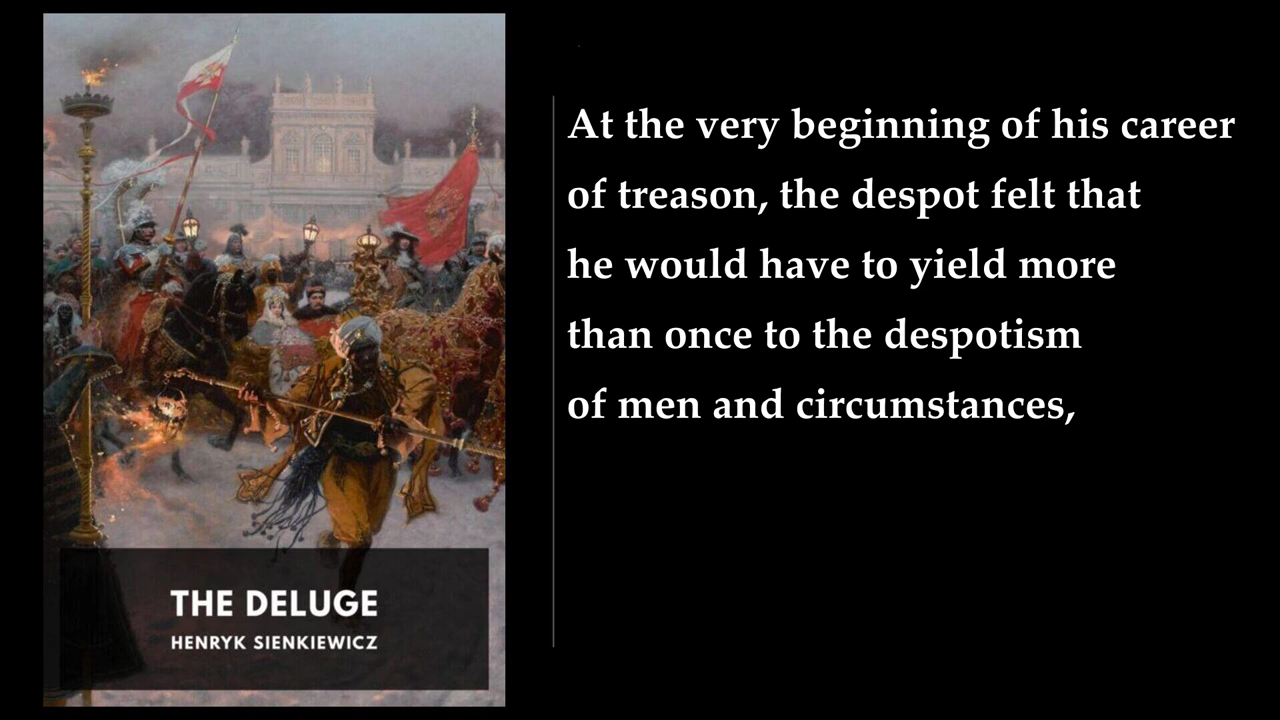 THE DELUGE
HENRYK SIENKIEWICZ
At the very beginning of his career
of treason, the despot felt that
he would have to yield more
than once to the despotism
of men and circumstances,